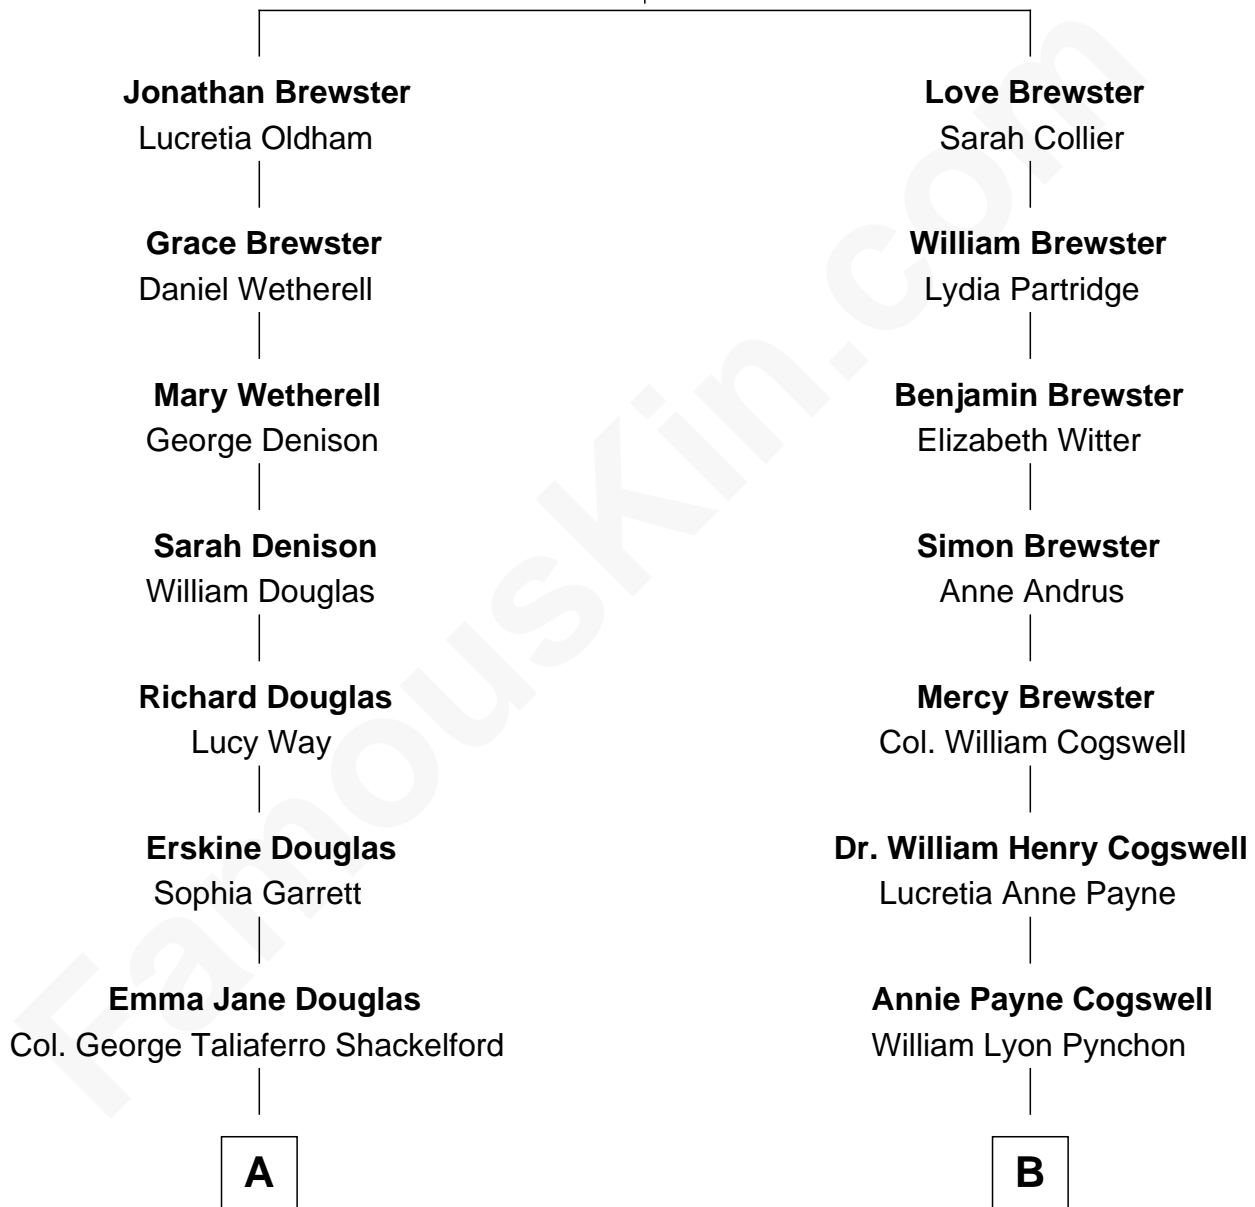 Jonathan Brewster
Lucretia Oldham
Grace Brewster
Daniel Wetherell
Mary Wetherell
George Denison
Sarah Denison
William Douglas
Richard Douglas
Lucy Way
Erskine Douglas
Sophia Garrett
Emma Jane Douglas
Col. George Taliaferro Shackelford
A
Love Brewster
Sarah Collier
William Brewster
Lydia Partridge
Benjamin Brewster
Elizabeth Witter
Simon Brewster
Anne Andrus
Mercy Brewster
Col. William Cogswell
Dr. William Henry Cogswell
Lucretia Anne Payne
Annie Payne Cogswell
William Lyon Pynchon
B
FamousKin.com